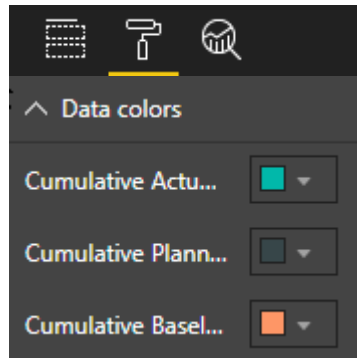 Data colors
Cumulative Actu...
Cumulative Plann...
Cumulative Basel...